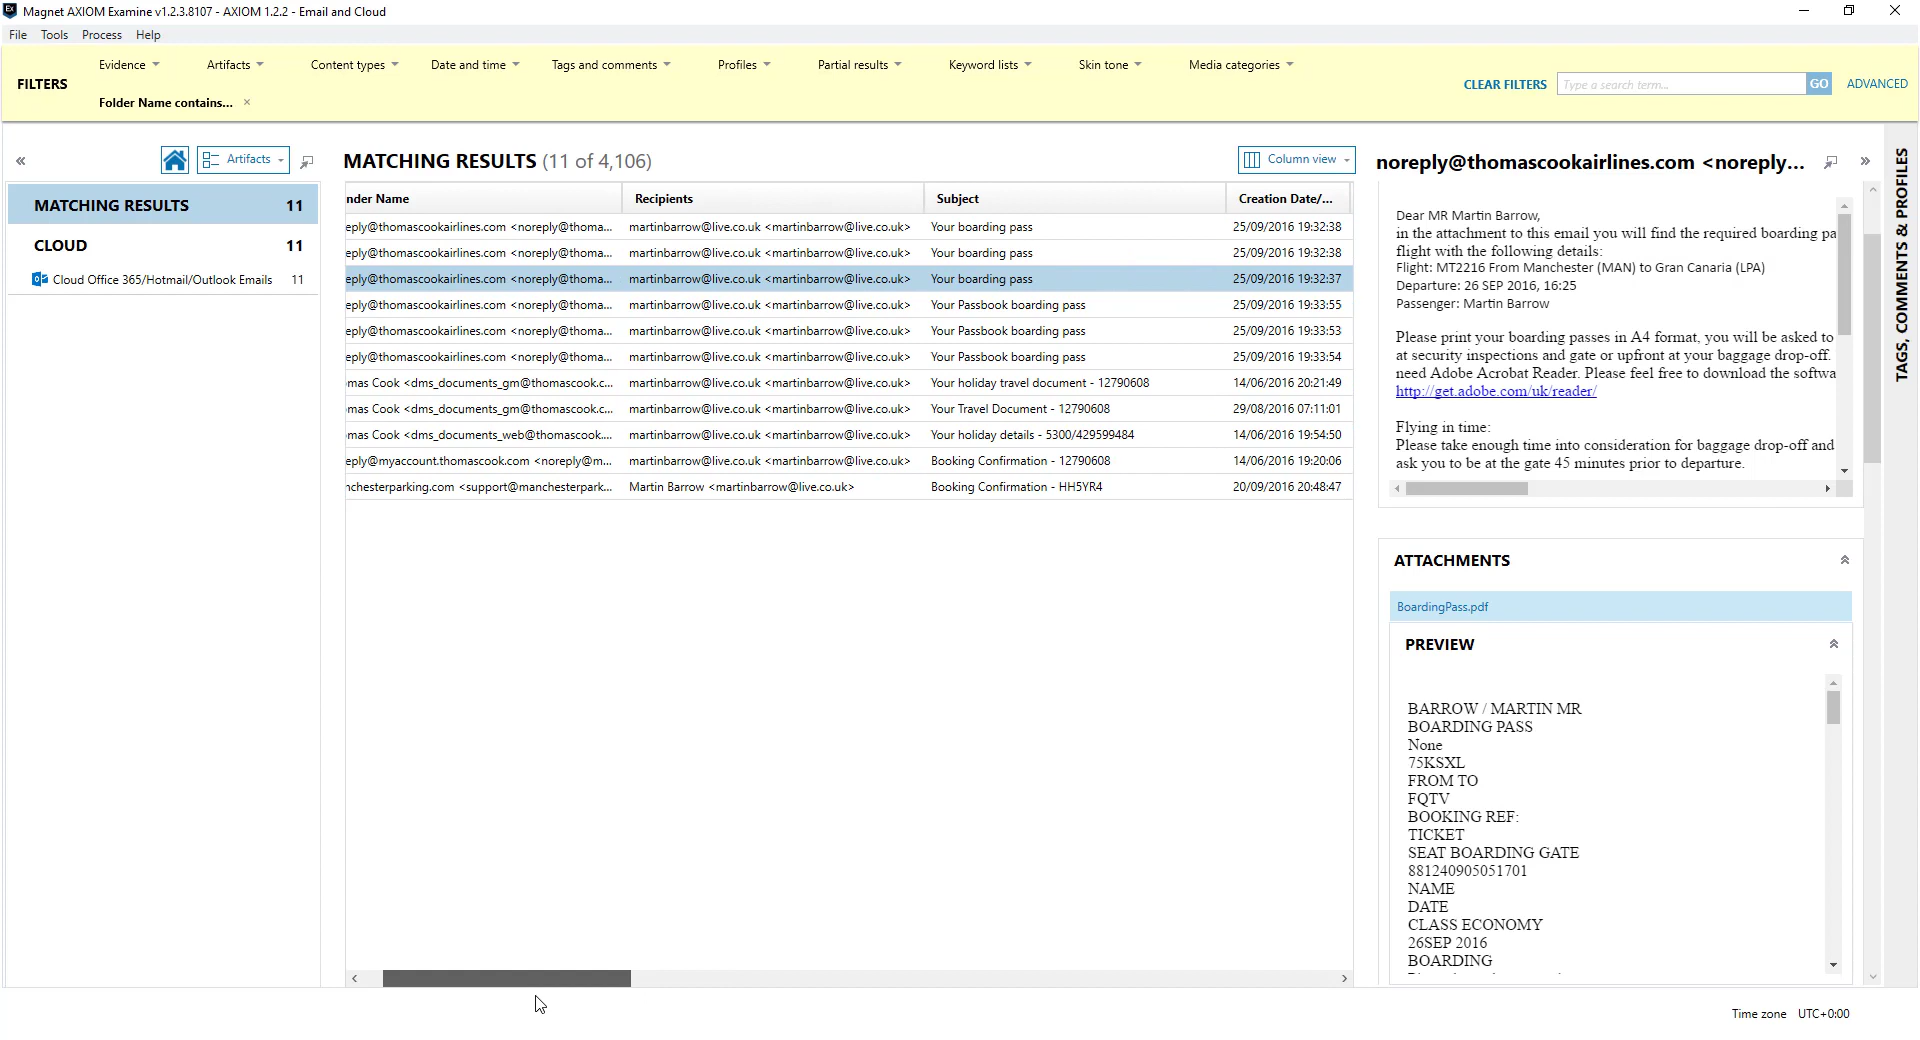 Magnet AXIOM Examine v1.2.3.8107 - AXIOM 1.2.2 - Email and Cloud
File Tools Process Help
FILTERS
Evidence Artifacts Content types Date and time Tags and comments Profiles Partial results Keyword lists Skin tone Media categories
Folder Name contains... ×
CLEAR FILTERS Type a search term... GO ADVANCED
Artifacts
MATCHING RESULTS 11
CLOUD 11
Cloud Office 365/Hotmail/Outlook Emails 11
MATCHING RESULTS (11 of 4,106)
Column view
nder Name Recipients Subject Creation Date/...
eply@thomascookairlines.com <noreply@thoma... martinbarrow@live.co.uk <martinbarrow@live.co.uk> Your boarding pass 25/09/2016 19:32:38
eply@thomascookairlines.com <noreply@thoma... martinbarrow@live.co.uk <martinbarrow@live.co.uk> Your boarding pass 25/09/2016 19:32:38
eply@thomascookairlines.com <noreply@thoma... martinbarrow@live.co.uk <martinbarrow@live.co.uk> Your boarding pass 25/09/2016 19:32:37
eply@thomascookairlines.com <noreply@thoma... martinbarrow@live.co.uk <martinbarrow@live.co.uk> Your Passbook boarding pass 25/09/2016 19:33:55
eply@thomascookairlines.com <noreply@thoma... martinbarrow@live.co.uk <martinbarrow@live.co.uk> Your Passbook boarding pass 25/09/2016 19:33:53
eply@thomascookairlines.com <noreply@thoma... martinbarrow@live.co.uk <martinbarrow@live.co.uk> Your Passbook boarding pass 25/09/2016 19:33:54
mas Cook <dms_documents_gm@thomascook.c... martinbarrow@live.co.uk <martinbarrow@live.co.uk> Your holiday travel document - 12790608 14/06/2016 20:21:49
mas Cook <dms_documents_gm@thomascook.c... martinbarrow@live.co.uk <martinbarrow@live.co.uk> Your Travel Document - 12790608 29/08/2016 07:11:01
mas Cook <dms_documents_web@thomascook.... martinbarrow@live.co.uk <martinbarrow@live.co.uk> Your holiday details - 5300/429599484 14/06/2016 19:54:50
eply@myaccount.thomascook.com <noreply@m... martinbarrow@live.co.uk <martinbarrow@live.co.uk> Booking Confirmation - 12790608 14/06/2016 19:20:06
nchesterparking.com <support@manchesterpark... Martin Barrow <martinbarrow@live.co.uk> Booking Confirmation - HH5YR4 20/09/2016 20:48:47
noreply@thomascookairlines.com <noreply...
Dear MR Martin Barrow,
in the attachment to this email you will find the required boarding pa
flight with the following details:
Flight: MT2216 From Manchester (MAN) to Gran Canaria (LPA)
Departure: 26 SEP 2016, 16:25
Passenger: Martin Barrow
Please print your boarding passes in A4 format, you will be asked to
at security inspections and gate or upfront at your baggage drop-off.
need Adobe Acrobat Reader. Please feel free to download the softwa
http://get.adobe.com/uk/reader/
Flying in time:
Please take enough time into consideration for baggage drop-off and
ask you to be at the gate 45 minutes prior to departure.
ATTACHMENTS
BoardingPass.pdf
PREVIEW
BARROW / MARTIN MR
BOARDING PASS
None
75KSXL
FROM TO
FQTV
BOOKING REF:
TICKET
SEAT BOARDING GATE
881240905051701
NAME
DATE
CLASS ECONOMY
26SEP 2016
BOARDING
TAGS, COMMENTS & PROFILES
Time zone UTC+0:00